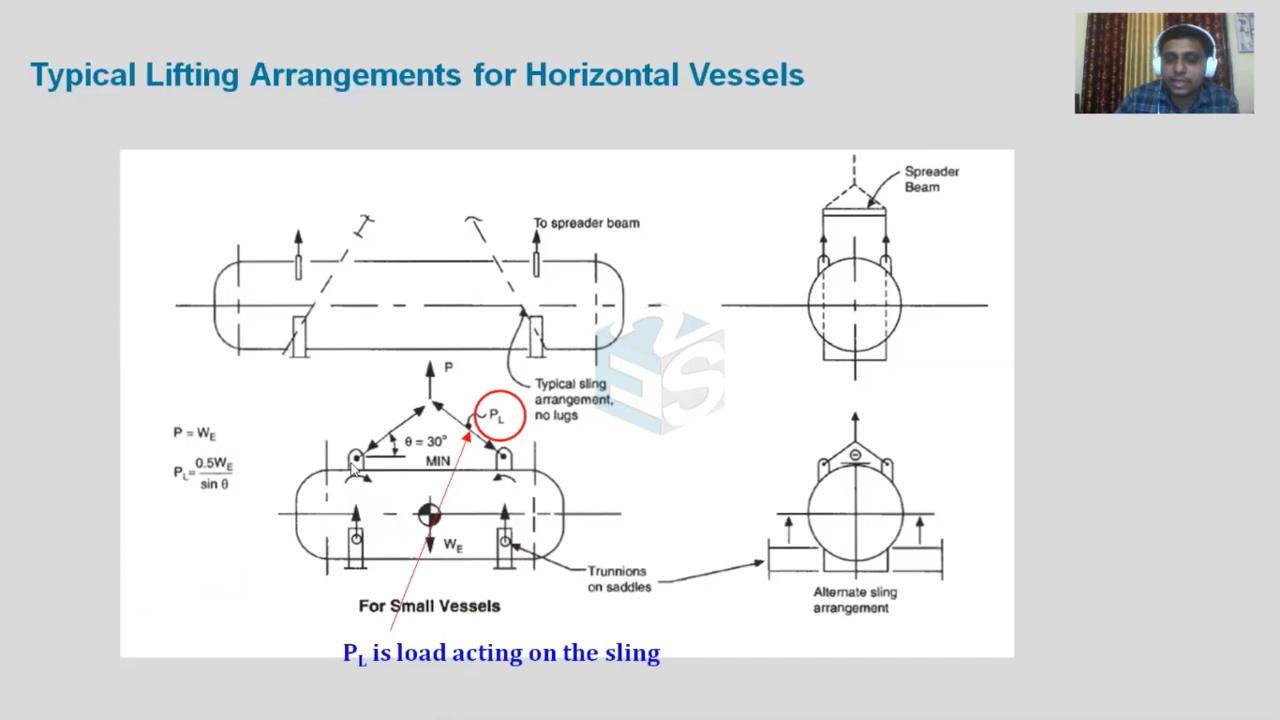 Typical Lifting Arrangements for Horizontal Vessels
Spreader
Beam
To spreader beam
Typical sling
arrangement,
no lugs
P
P_L
P = W_E
P_L = 0.5W_E / sin θ
θ = 30°
MIN
W_E
Trunnions
on saddles
Alternate sling
arrangement
For Small Vessels
P_L is load acting on the sling